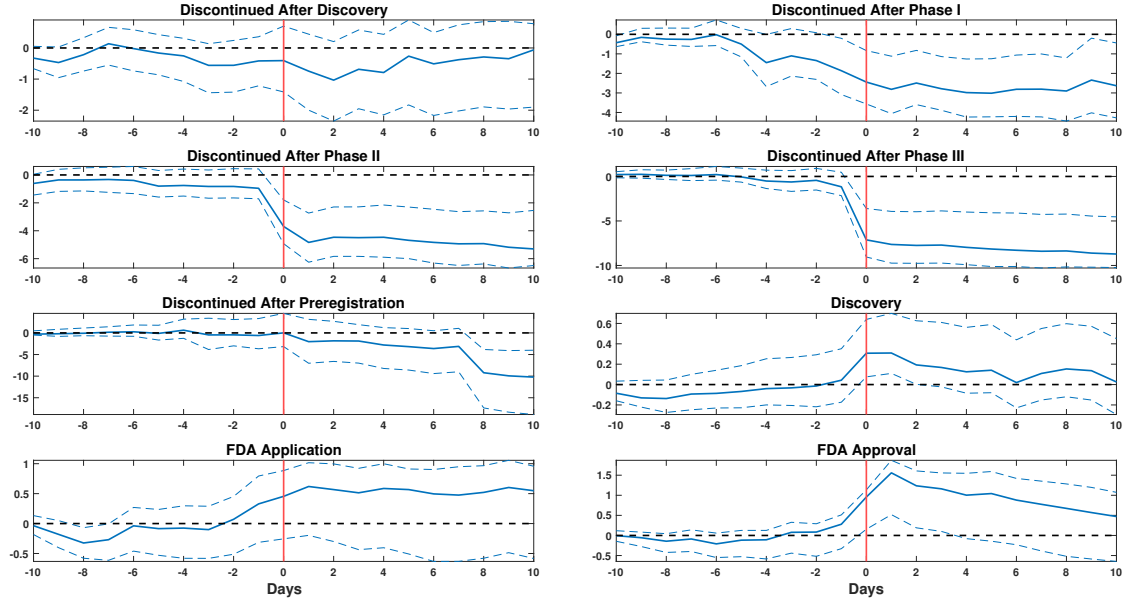 Discontinued After Discovery
0
-1
-2
-10 -8 -6 -4 -2 0 2 4 6 8 10
Discontinued After Phase I
0
-1
-2
-3
-4
-10 -8 -6 -4 -2 0 2 4 6 8 10
Discontinued After Phase II
0
-2
-4
-6
-10 -8 -6 -4 -2 0 2 4 6 8 10
Discontinued After Phase III
0
-5
-10
-10 -8 -6 -4 -2 0 2 4 6 8 10
Discontinued After Preregistration
0
-5
-10
-15
-10 -8 -6 -4 -2 0 2 4 6 8 10
Discovery
0.6
0.4
0.2
0
-0.2
-10 -8 -6 -4 -2 0 2 4 6 8 10
FDA Application
1
0.5
0
-0.5
-10 -8 -6 -4 -2 0 2 4 6 8 10
Days
FDA Approval
1.5
1
0.5
0
-0.5
-10 -8 -6 -4 -2 0 2 4 6 8 10
Days